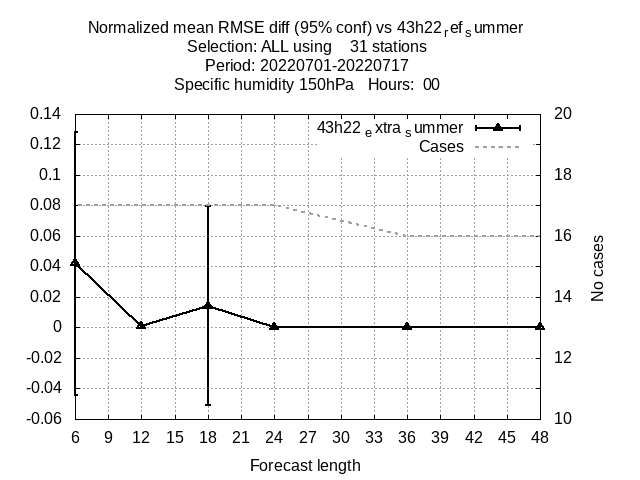 Normalized mean RMSE diff (95% conf) vs 43h22refsummer
Selection: ALL using    31 stations
Period: 20220701-20220717
Specific humidity 150hPa   Hours:  00
43h22extrasummer
Cases
0.14
0.12
0.1
0.08
0.06
0.04
0.02
0
-0.02
-0.04
-0.06
20
18
16
14
12
10
No cases
6 9 12 15 18 21 24 27 30 33 36 39 42 45 48
Forecast length